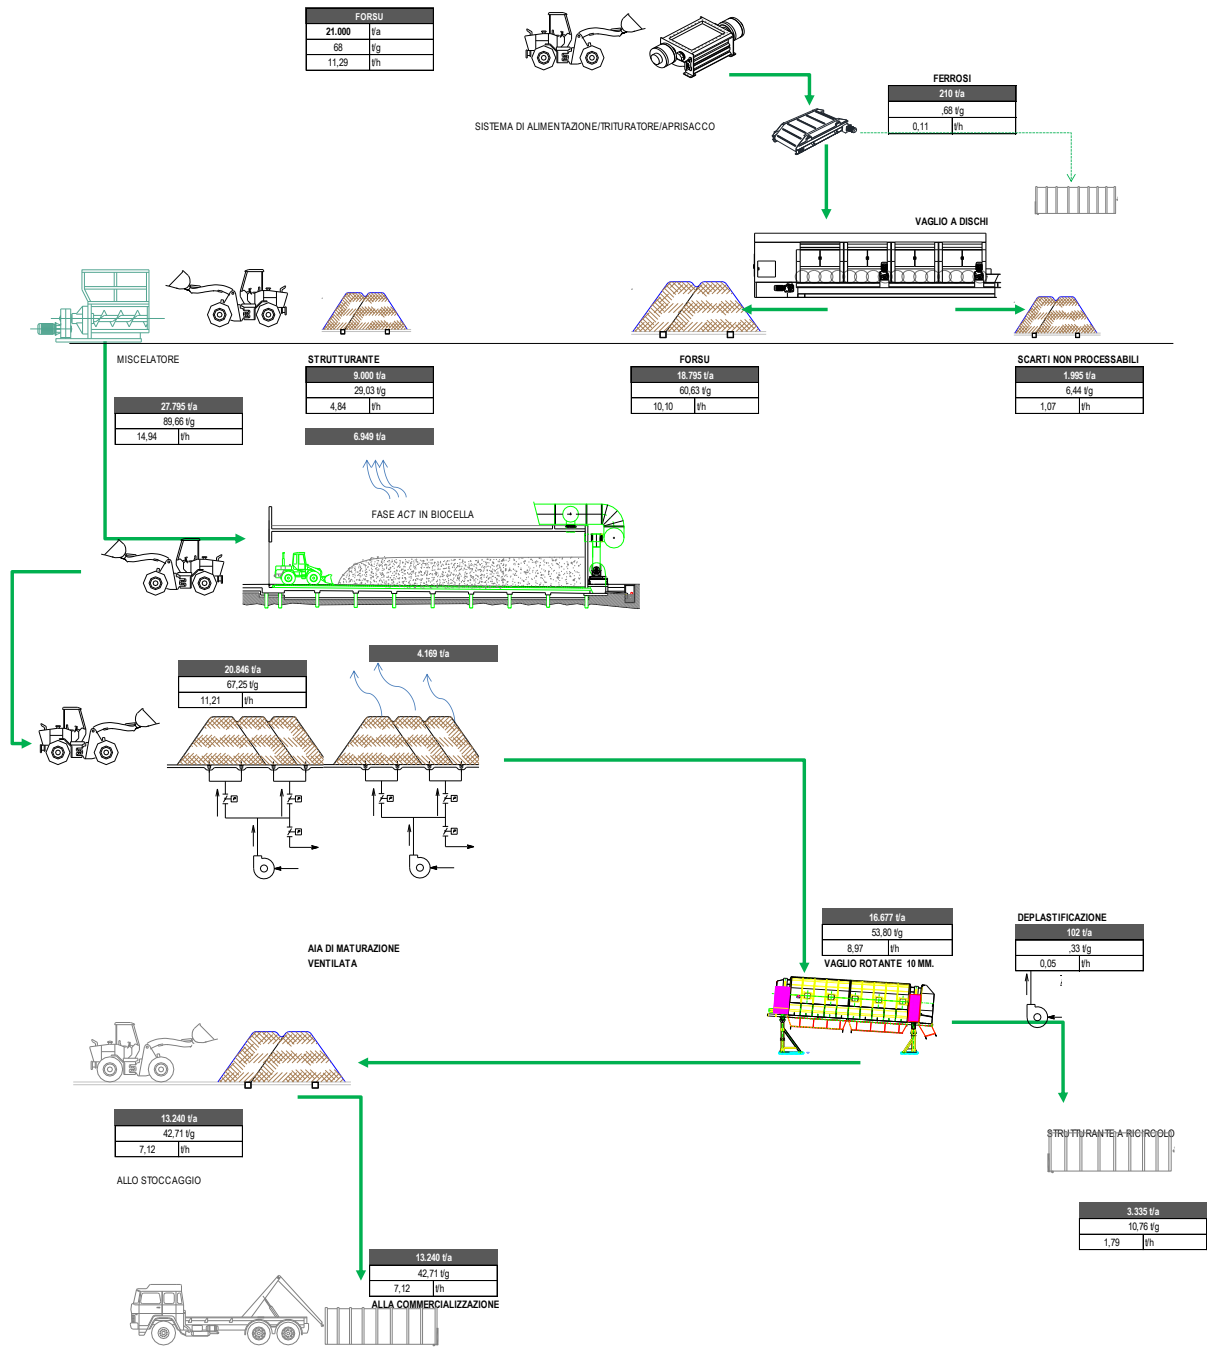 FORSU
21.000 t/a
68 t/g
11,29 t/h
SISTEMA DI ALIMENTAZIONE/TRITURATORE/APRISACCO
FERROSI
210 t/a
,68 t/g
0,11 t/h
VAGLIO A DISCHI
MISCELATORE
27.795 t/a
89,66 t/g
14,94 t/h
STRUTTURANTE
9.000 t/a
29,03 t/g
4,84 t/h
6.949 t/a
FORSU
18.795 t/a
60,63 t/g
10,10 t/h
SCARTI NON PROCESSABILI
1.995 t/a
6,44 t/g
1,07 t/h
FASE ACT IN BIOCELLA
20.846 t/a
67,25 t/g
11,21 t/h
4.169 t/a
AIA DI MATURAZIONE
VENTILATA
16.677 t/a
53,80 t/g
8,97 t/h
VAGLIO ROTANTE 10 MM.
DEPLASTIFICAZIONE
102 t/a
,33 t/g
0,05 t/h
13.240 t/a
42,71 t/g
7,12 t/h
ALLO STOCCAGGIO
STRUTTURANTE A RICIRCOLO
3.335 t/a
10,76 t/g
1,79 t/h
13.240 t/a
42,71 t/g
7,12 t/h
ALLA COMMERCIALIZZAZIONE